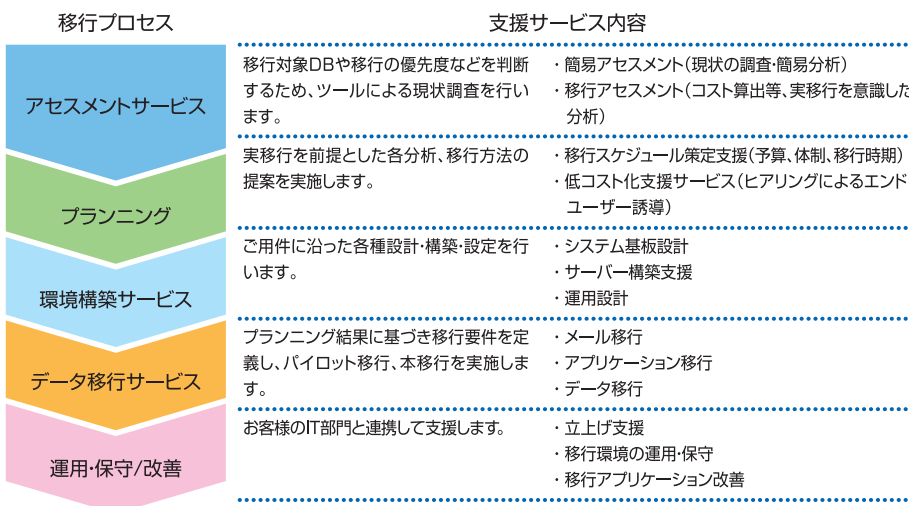 移行プロセス
支援サービス内容
アセスメントサービス
移行対象DBや移行の優先度などを判断
するため、ツールによる現状調査を行い
ます。
・簡易アセスメント（現状の調査・簡易分析）
・移行アセスメント（コスト算出等、実移行を意識した
分析）
プランニング
実移行を前提とした各分析、移行方法の
提案を実施します。
・移行スケジュール策定支援（予算、体制、移行時期）
・低コスト化支援サービス（ヒアリングによるエンド
ユーザー誘導）
環境構築サービス
ご用件に沿った各種設計・構築・設定を行
います。
・システム基板設計
・サーバー構築支援
・運用設計
データ移行サービス
プランニング結果に基づき移行要件を定
義し、パイロット移行、本移行を実施しま
す。
・メール移行
・アプリケーション移行
・データ移行
運用・保守/改善
お客様のIT部門と連携して支援します。
・立上げ支援
・移行環境の運用・保守
・移行アプリケーション改善